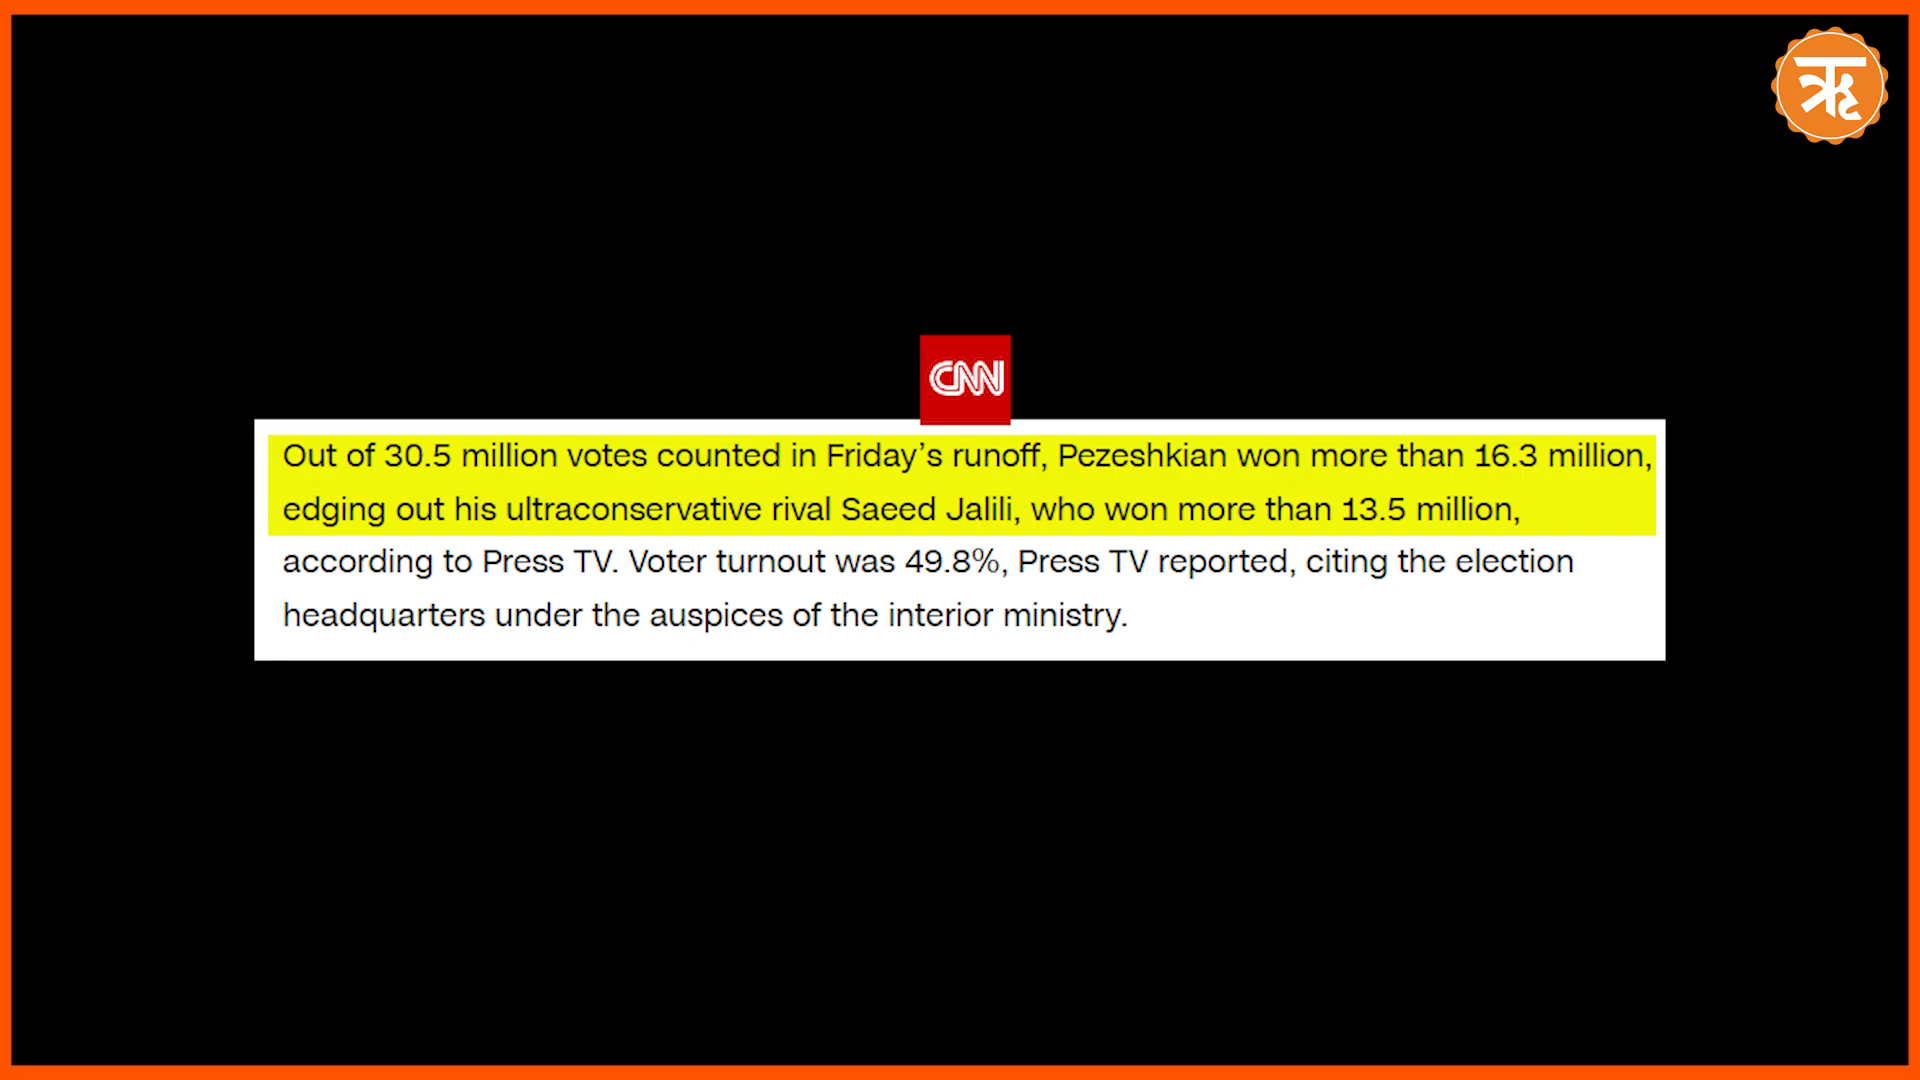 ऋ
CNN
Out of 30.5 million votes counted in Friday’s runoff, Pezeshkian won more than 16.3 million,
edging out his ultraconservative rival Saeed Jalili, who won more than 13.5 million,
according to Press TV. Voter turnout was 49.8%, Press TV reported, citing the election
headquarters under the auspices of the interior ministry.